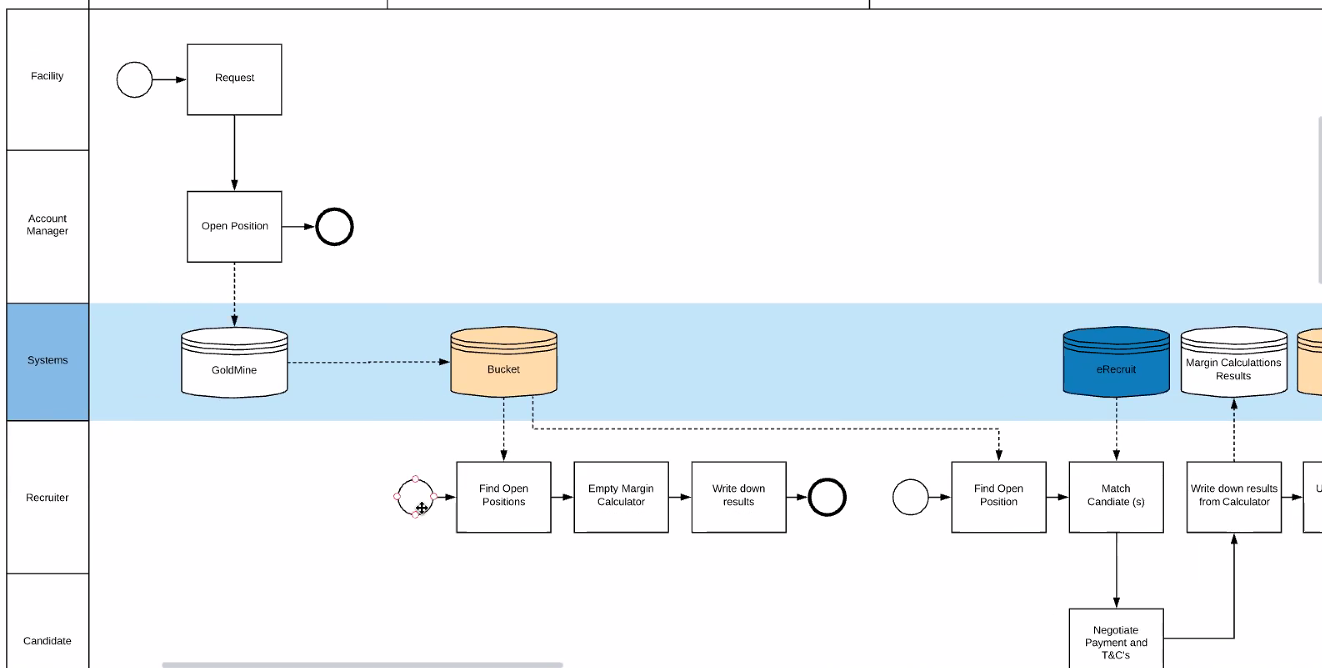 Facility
Request
Account
Manager
Open Position
Systems
GoldMine
Bucket
eRecruit
Margin Calculattions
Results
Recruiter
Find Open
Positions
Empty Margin
Calculator
Write down
results
Find Open
Position
Match
Candiate (s)
Write down results
from Calculator
U
Candidate
Negotiate
Payment and
T&C's